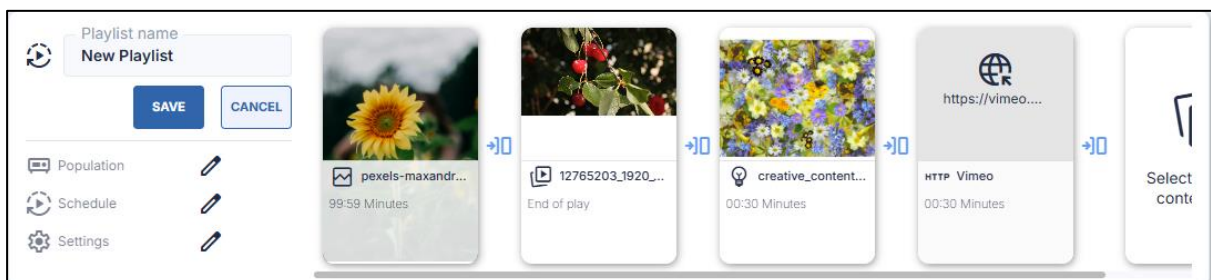 Playlist name
New Playlist
SAVE
CANCEL
Population
Schedule
Settings
pexels-maxandr...
99:59 Minutes
12765203_1920_...
End of play
creative_content...
00:30 Minutes
https://vimeo....
HTTP Vimeo
00:30 Minutes
Select
conte